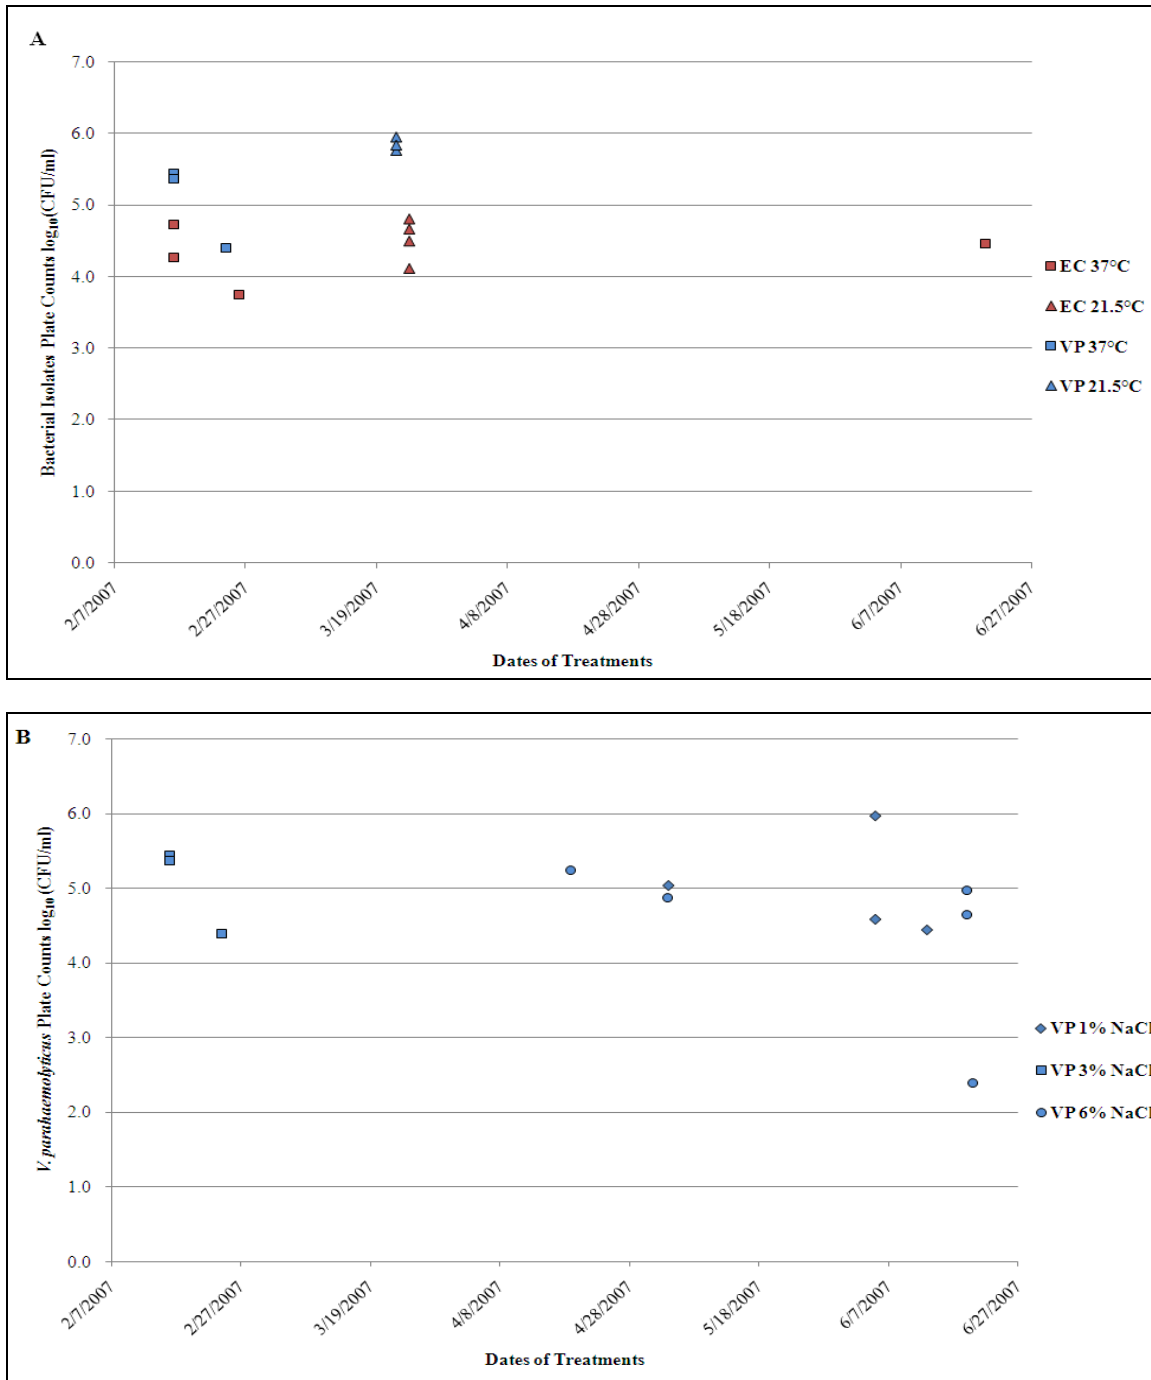 A
7.0
6.0
5.0
4.0
3.0
2.0
1.0
0.0
Bacterial Isolates Plate Counts log10(CFU/ml)
2/7/2007
2/27/2007
3/19/2007
4/8/2007
4/28/2007
5/18/2007
6/7/2007
6/27/2007
Dates of Treatments
EC 37°C
EC 21.5°C
VP 37°C
VP 21.5°C
B
7.0
6.0
5.0
4.0
3.0
2.0
1.0
0.0
V. parahaemolyticus Plate Counts log10 (CFU/ml)
2/7/2007
2/27/2007
3/19/2007
4/8/2007
4/28/2007
5/18/2007
6/7/2007
6/27/2007
Dates of Treatments
VP 1% NaCl
VP 3% NaCl
VP 6% NaCl